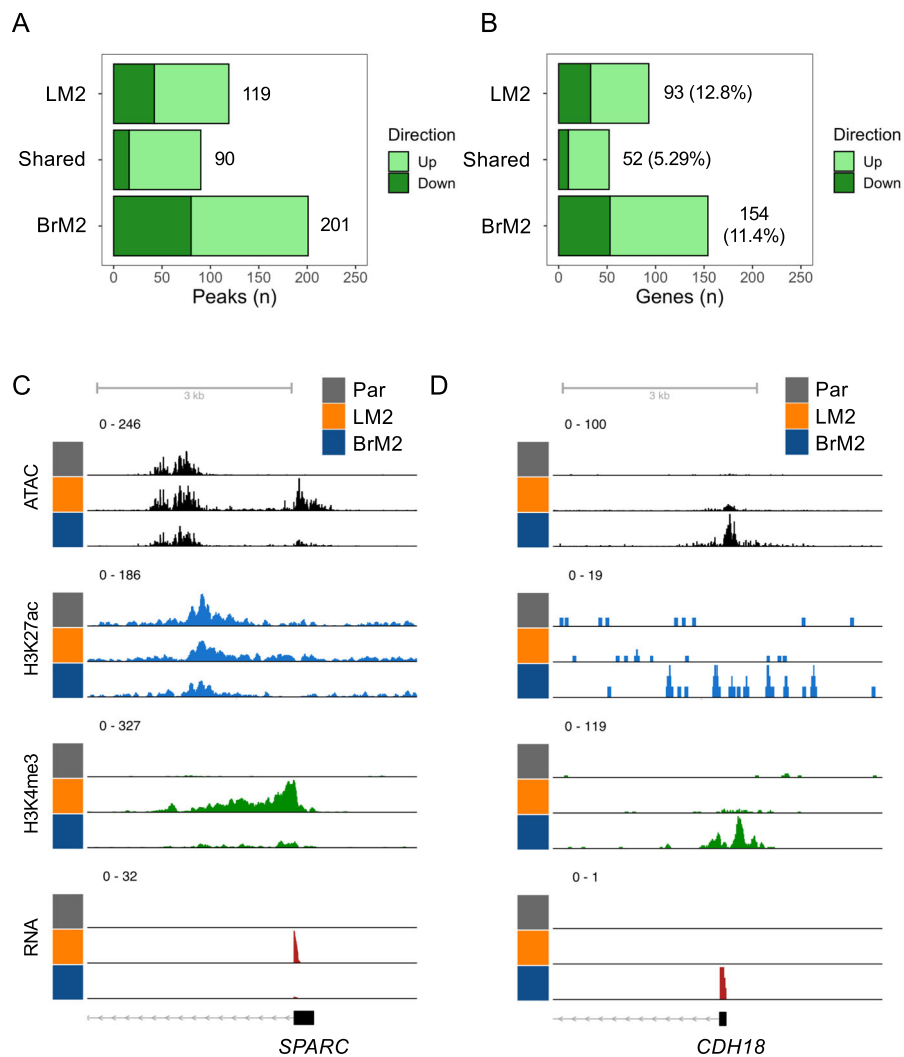 A
LM2
Shared
BrM2
119
90
201
0 50 100 150 200 250
Peaks (n)
Direction
Up
Down
B
LM2
Shared
BrM2
93 (12.8%)
52 (5.29%)
154
(11.4%)
0 50 100 150 200 250
Genes (n)
Direction
Up
Down
C
3 kb
Par
LM2
BrM2
0 - 246
ATAC
0 - 186
H3K27ac
0 - 327
H3K4me3
0 - 32
RNA
SPARC
D
3 kb
Par
LM2
BrM2
0 - 100
0 - 19
0 -119
0 - 1
CDH18